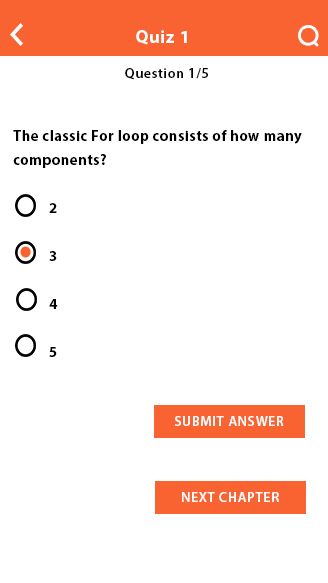 Quiz 1
Question 1/5
The classic For loop consists of how many
components?
2
3
4
5
SUBMIT ANSWER
NEXT CHAPTER